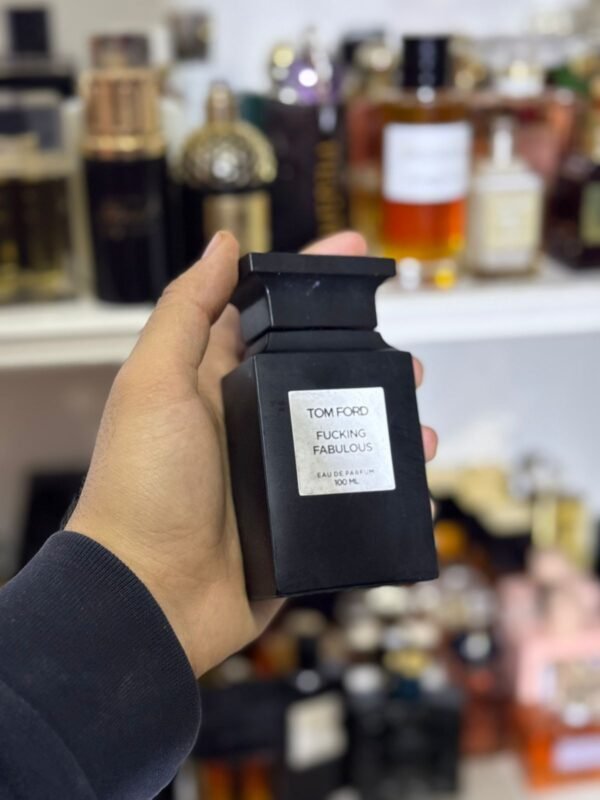 TOM FORD
FUCKING
FABULOUS
EAU DE PARFUM
100 ML